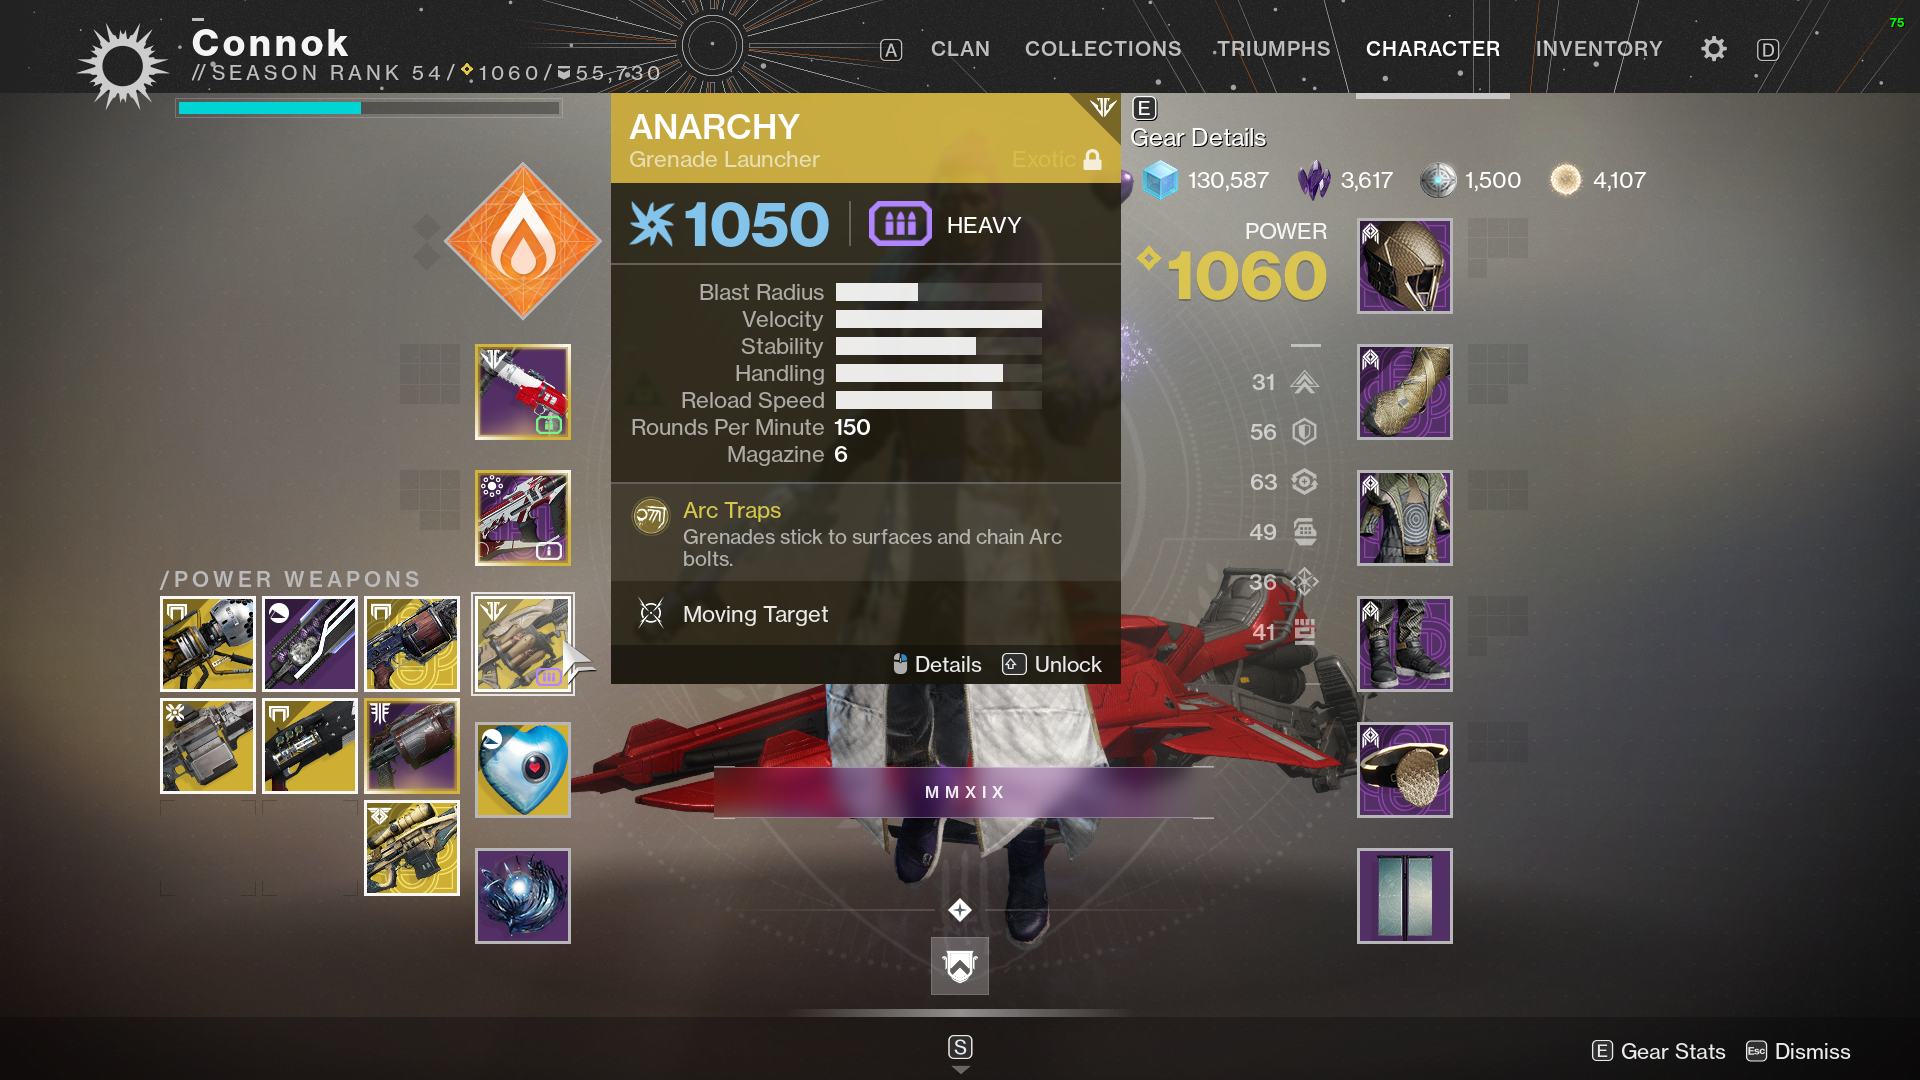 75
Connok
//SEASON RANK 54/1060/55,730
A CLAN COLLECTIONS TRIUMPHS CHARACTER INVENTORY D
ANARCHY
Grenade Launcher Exotic
1050 HEAVY
Blast Radius
Velocity
Stability
Handling
Reload Speed
Rounds Per Minute 150
Magazine 6
Arc Traps
Grenades stick to surfaces and chain Arc
bolts.
Moving Target
Details Unlock
E
Gear Details
130,587 3,617 1,500 4,107
POWER
1060
31
56
63
49
36
41
/POWER WEAPONS
MMXIX
S
E Gear Stats Esc Dismiss